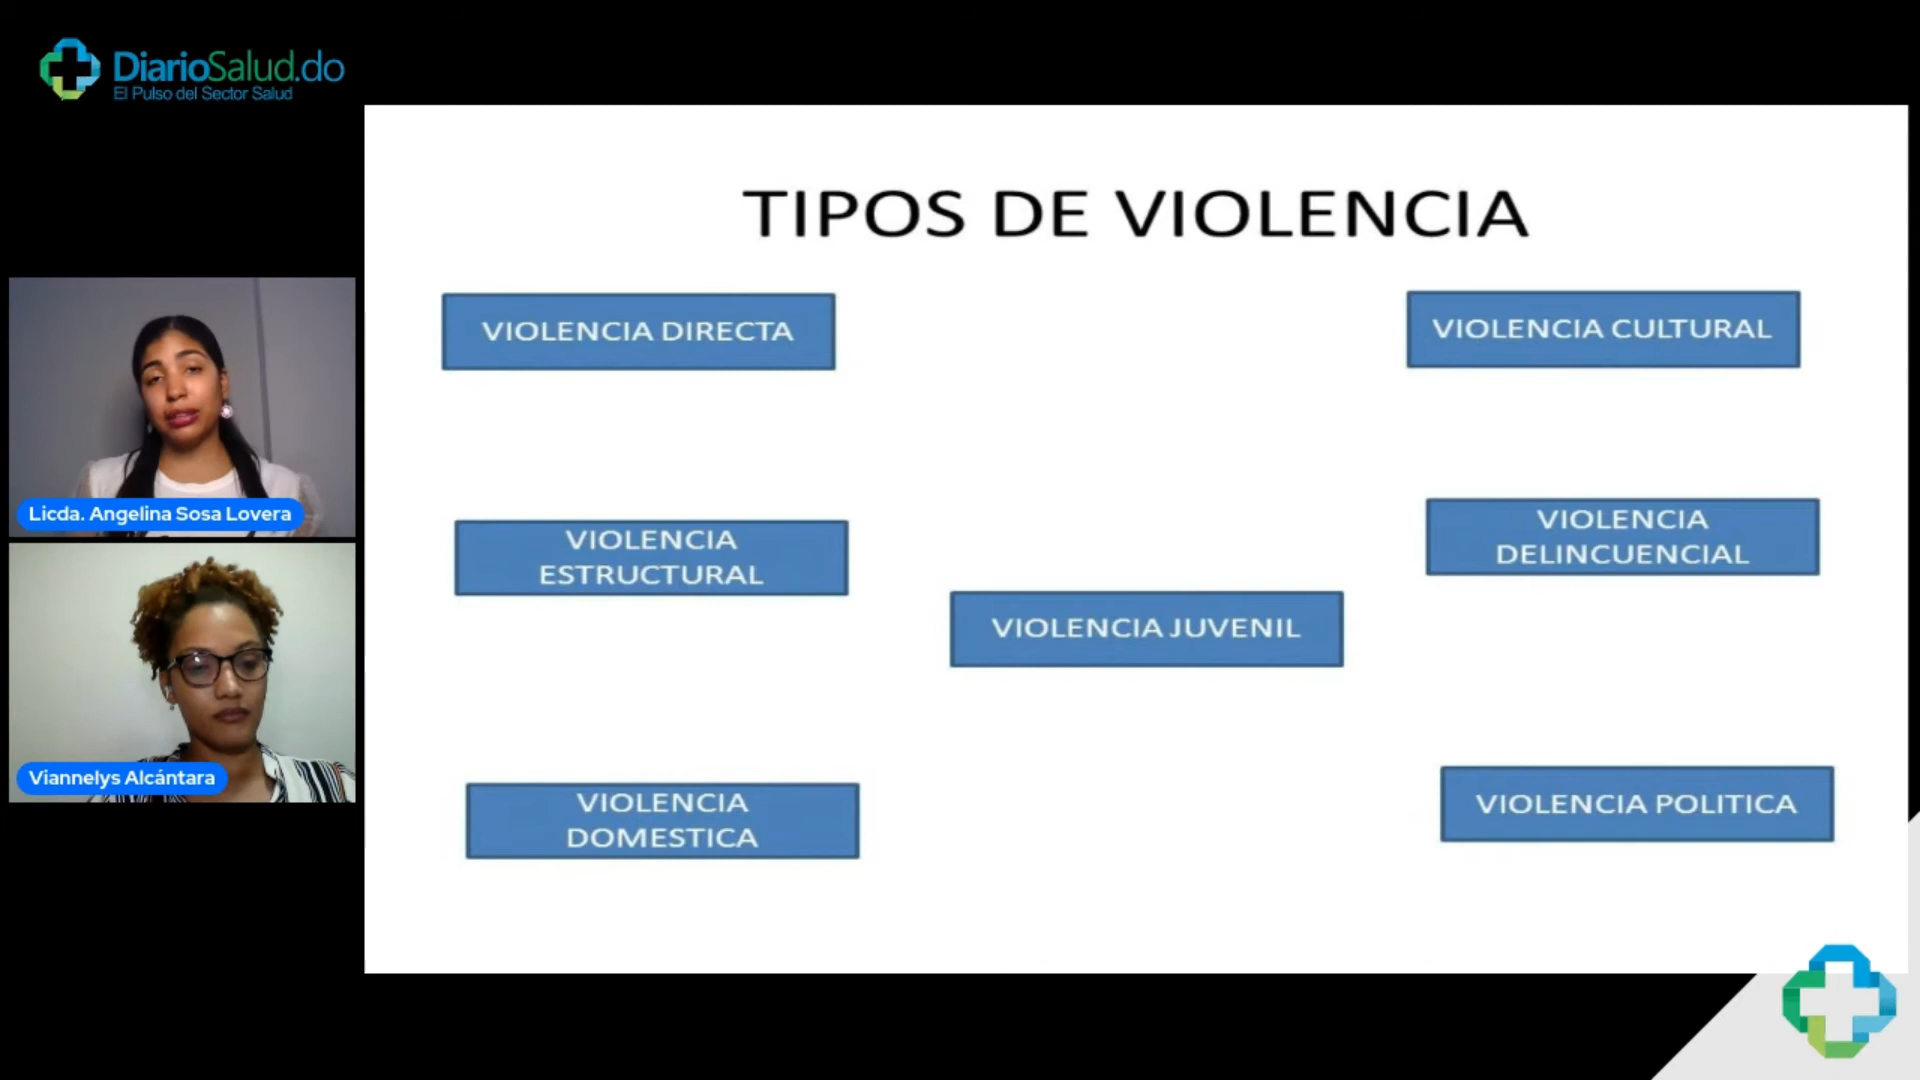 DiarioSalud.do
El Pulso del Sector Salud
TIPOS DE VIOLENCIA
VIOLENCIA DIRECTA
VIOLENCIA CULTURAL
VIOLENCIA
ESTRUCTURAL
VIOLENCIA
DELINCUENCIAL
VIOLENCIA JUVENIL
VIOLENCIA
DOMESTICA
VIOLENCIA POLITICA
Licda. Angelina Sosa Lovera
Viannelys Alcántara